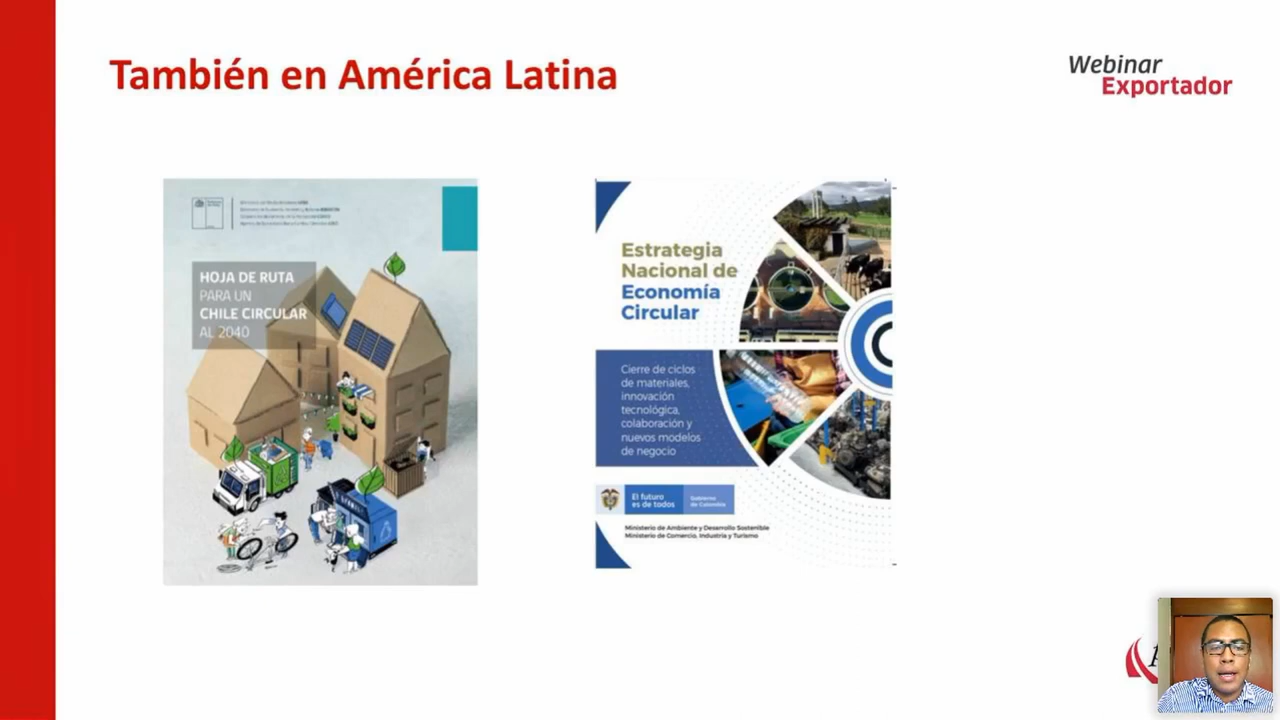 También en América Latina
Webinar
Exportador
HOJA DE RUTA
PARA UN
CHILE CIRCULAR
AL 2040
Estrategia
Nacional de
Economía
Circular
Cierre de ciclos
de materiales,
innovación
tecnológica,
colaboración y
nuevos modelos
de negocio
El futuro
es de todos
Gobierno
de Colombia
Ministerio de Ambiente y Desarrollo Sostenible
Ministerio de Comercio, Industria y Turismo